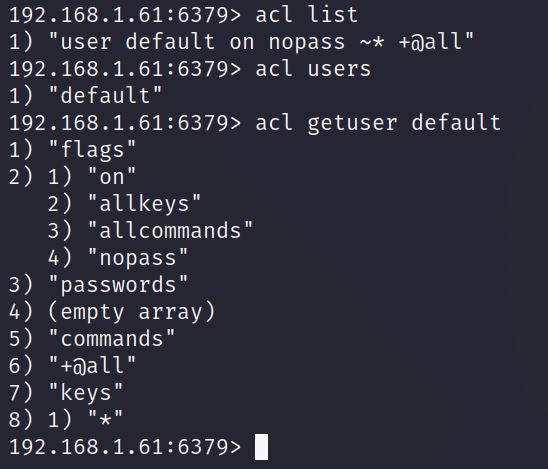 192.168.1.61:6379> acl list
1) "user default on nopass ~* +@all"
192.168.1.61:6379> acl users
1) "default"
192.168.1.61:6379> acl getuser default
1) "flags"
2) 1) "on"
   2) "allkeys"
   3) "allcommands"
   4) "nopass"
3) "passwords"
4) (empty array)
5) "commands"
6) "+@all"
7) "keys"
8) 1) "*"
192.168.1.61:6379>